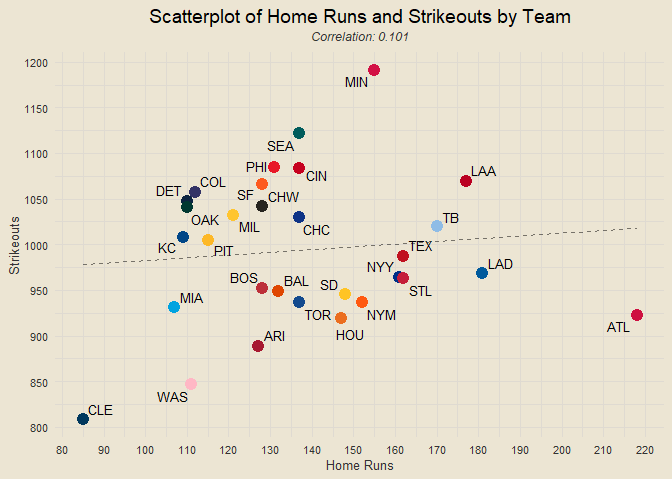 Scatterplot of Home Runs and Strikeouts by Team
Correlation: 0.101
1200
MIN
1150
SEA
1100
PHI
CIN
LAA
DET
COL
SF
CHW
1050
OAK
MIL
CHC
TB
KC
PIT
TEX
1000
NYY
LAD
Strikeouts
BOS
BAL
SD
STL
950
MIA
TOR
NYM
ATL
HOU
900
ARI
850
WAS
CLE
800
80 90 100 110 120 130 140 150 160 170 180 190 200 210 220
Home Runs